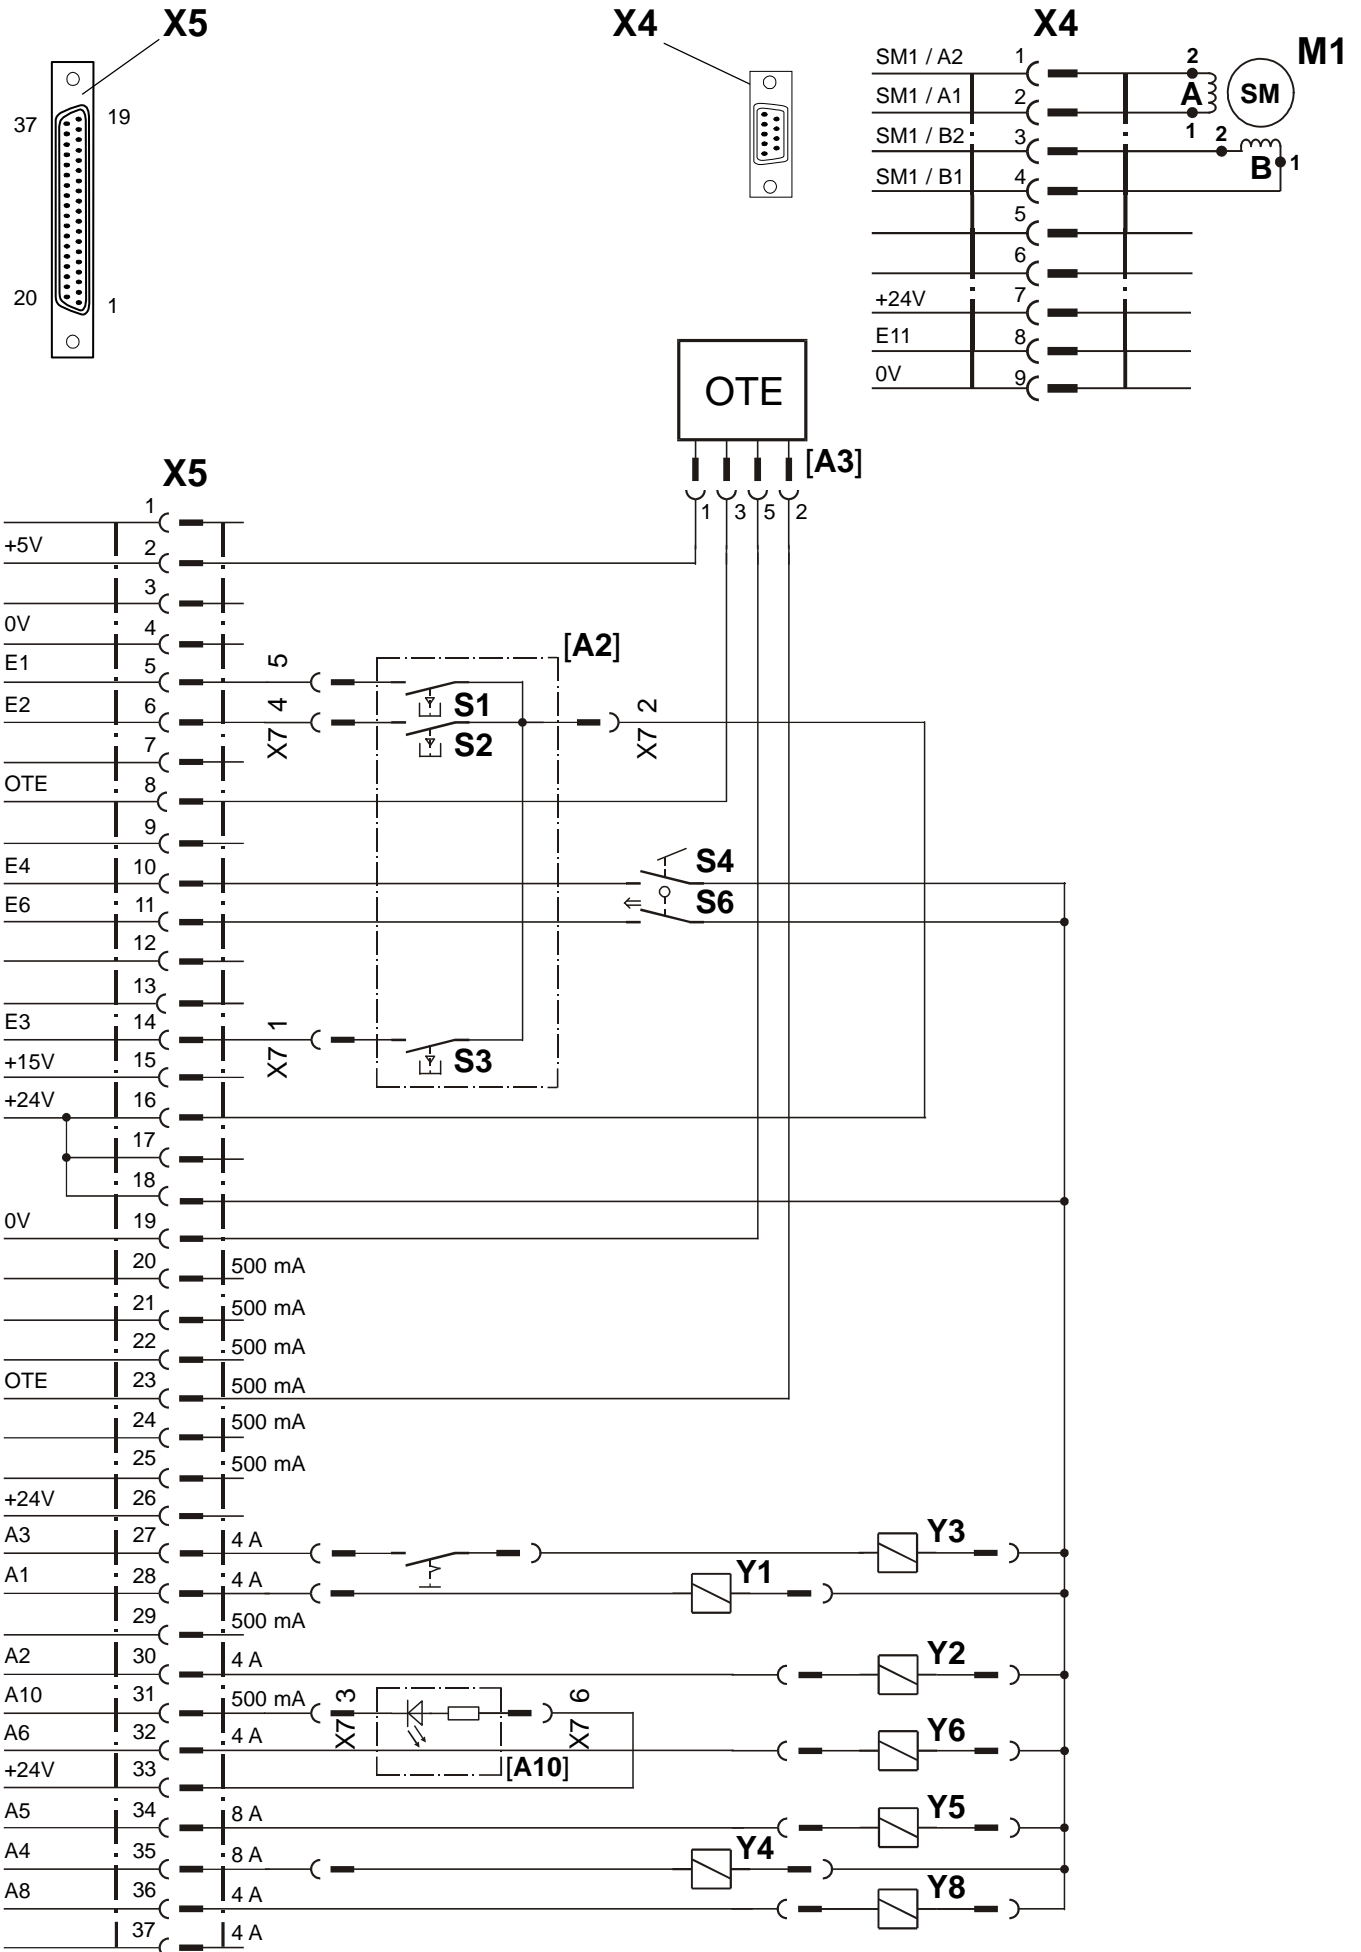 X5
X4
X4
M1
37
19
20
1
SM1 / A2
1
2
A
SM
SM1 / A1
2
1
SM1 / B2
3
2
B
1
SM1 / B1
4
5
6
+24V
7
E11
8
0V
9
OTE
[A3]
1
3
5
2
X5
1
+5V
2
3
0V
4
[A2]
E1
5
5
S1
E2
6
X7 4
S2
X7 2
7
OTE
8
9
E4
10
S4
E6
11
S6
12
13
E3
14
X7 1
S3
+15V
15
+24V
16
17
18
0V
19
20
500 mA
21
500 mA
22
500 mA
OTE
23
500 mA
24
500 mA
25
500 mA
+24V
26
A3
27
4 A
Y3
A1
28
4 A
Y1
29
500 mA
A2
30
4 A
Y2
A10
31
500 mA
X7 3
X7 6
A6
32
4 A
Y6
+24V
33
[A10]
A5
34
8 A
Y5
A4
35
8 A
Y4
A8
36
4 A
Y8
37
4 A